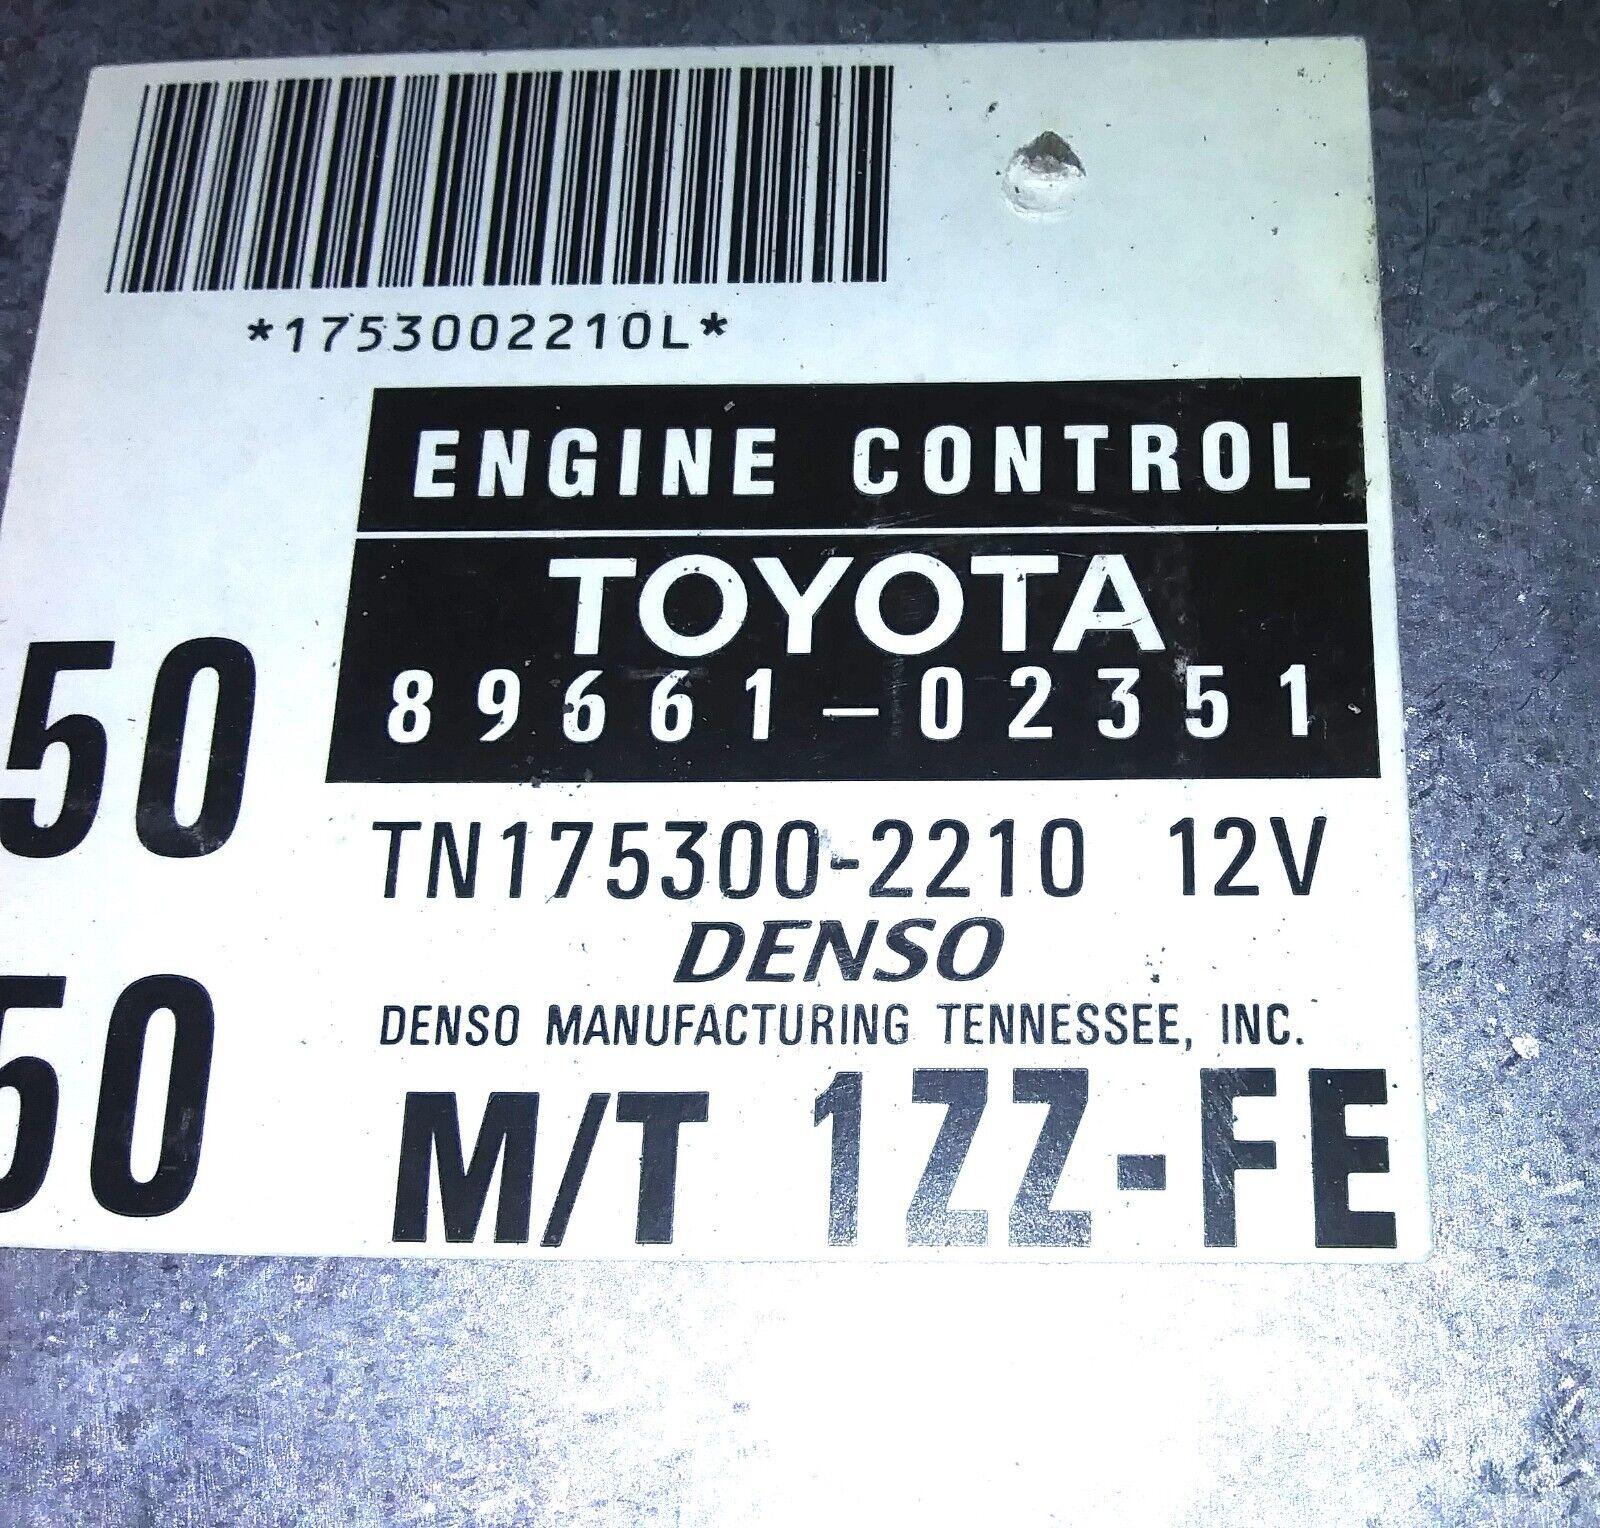 *1753002210L*
ENGINE CONTROL
TOYOTA
89661-02351
50
TN175300-2210 12V
DENSO
DENSO MANUFACTURING TENNESSEE, INC.
50
M/T 1ZZ-FE